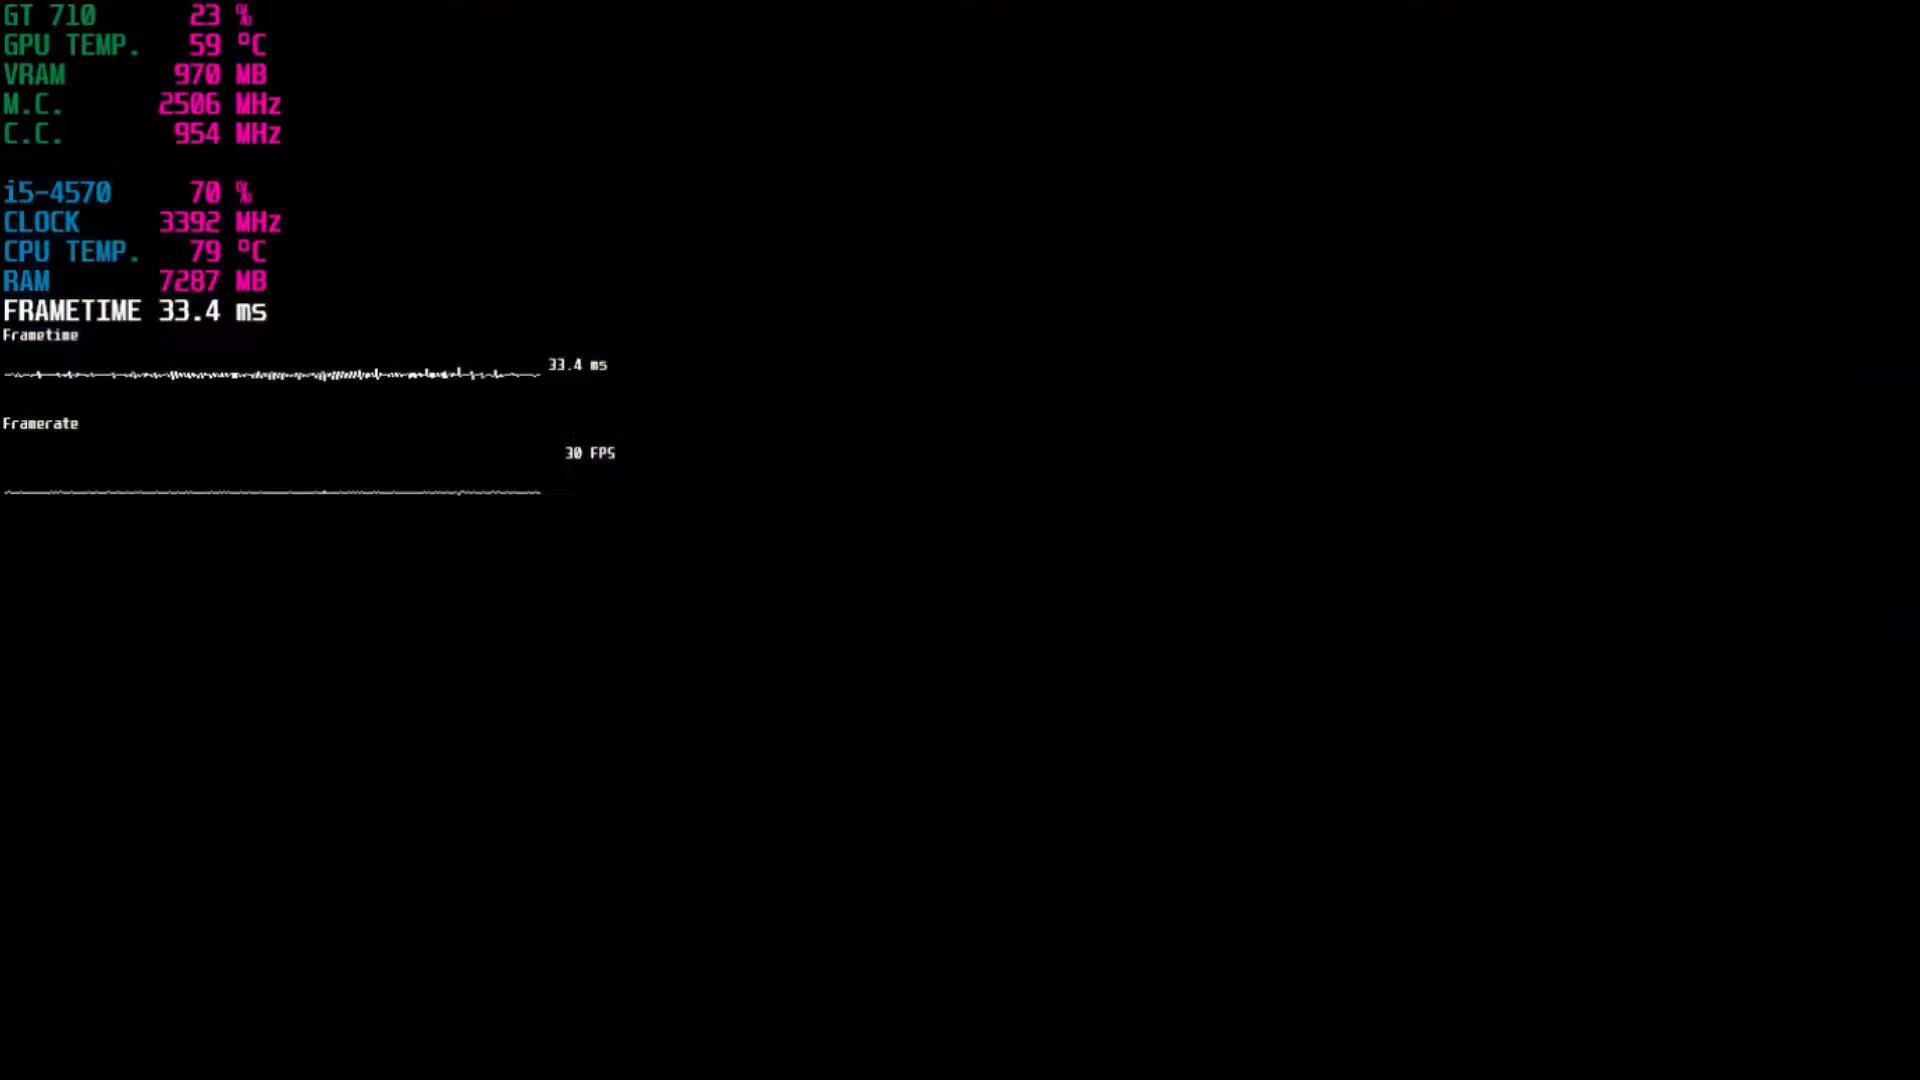 GT 710 23 %
GPU TEMP. 59 °C
VRAM 970 MB
M.C. 2506 MHz
C.C. 954 MHz
i5-4570 70 %
CLOCK 3392 MHz
CPU TEMP. 79 °C
RAM 7287 MB
FRAMETIME 33.4 ms
Frametime
33.4 ms
Framerate
30 FPS